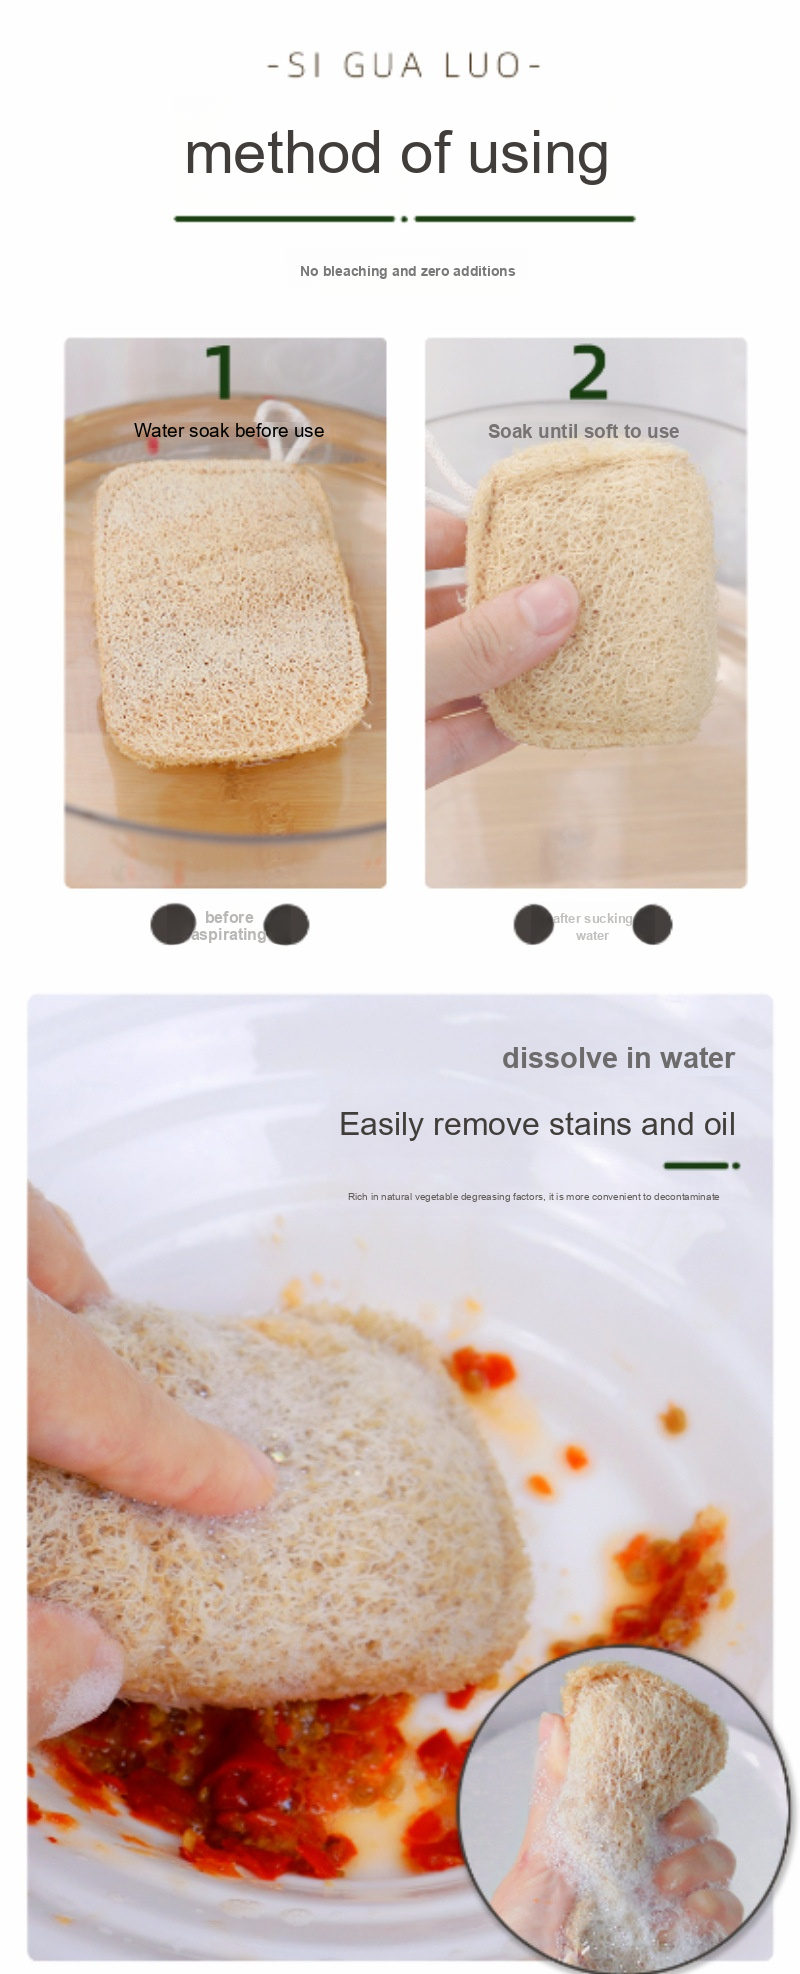 -SI GUA LUO-
method of using
No bleaching and zero additions
1
Water soak before use
2
Soak until soft to use
before
aspirating
after sucking
water
dissolve in water
Easily remove stains and oil
Rich in natural vegetable degreasing factors, it is more convenient to decontaminate